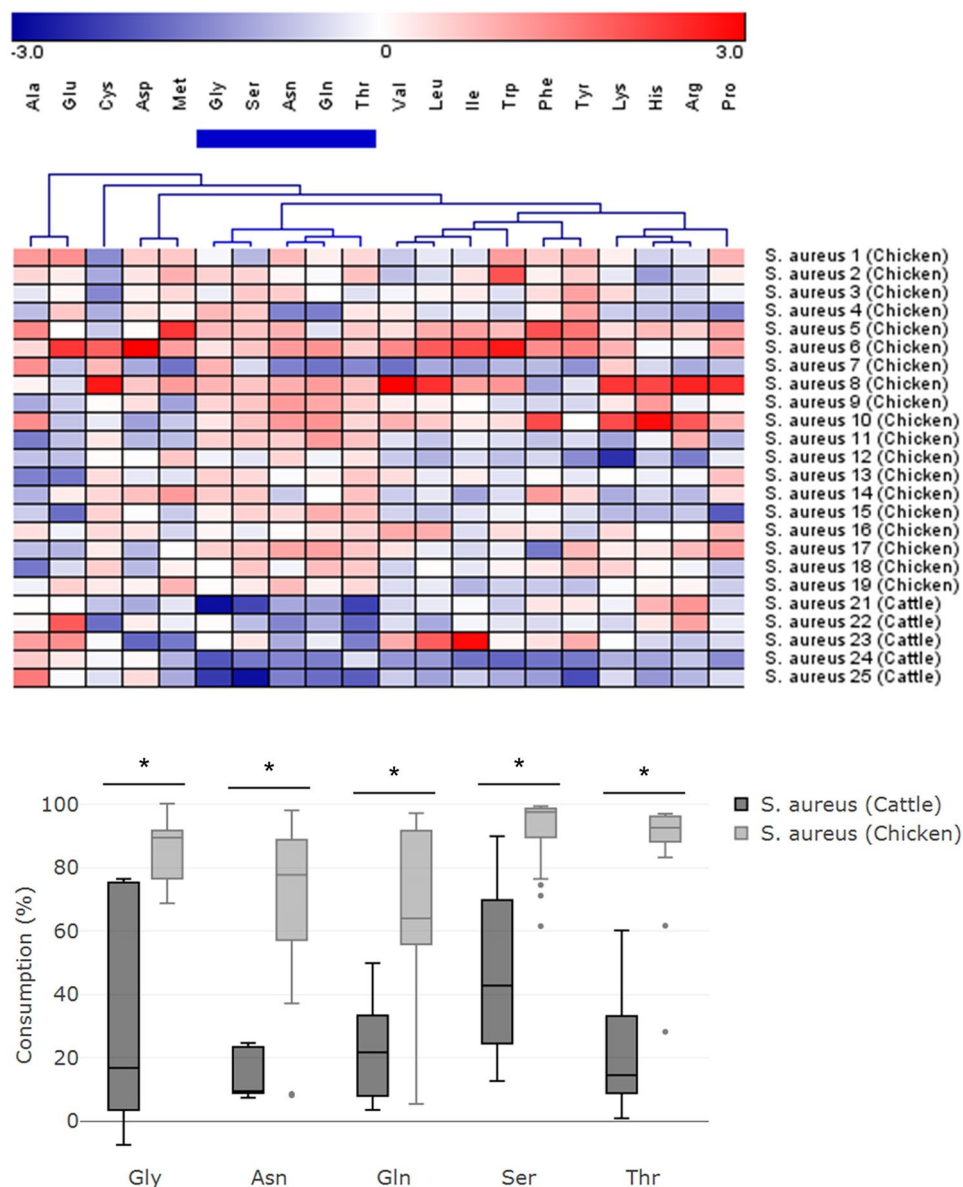 -3.0 0 3.0
Ala Glu Cys Asp Met Gly Ser Asn Gln Thr Val Leu Ile Trp Phe Tyr Lys His Arg Pro
S. aureus 1 (Chicken)
S. aureus 2 (Chicken)
S. aureus 3 (Chicken)
S. aureus 4 (Chicken)
S. aureus 5 (Chicken)
S. aureus 6 (Chicken)
S. aureus 7 (Chicken)
S. aureus 8 (Chicken)
S. aureus 9 (Chicken)
S. aureus 10 (Chicken)
S. aureus 11 (Chicken)
S. aureus 12 (Chicken)
S. aureus 13 (Chicken)
S. aureus 14 (Chicken)
S. aureus 15 (Chicken)
S. aureus 16 (Chicken)
S. aureus 17 (Chicken)
S. aureus 18 (Chicken)
S. aureus 19 (Chicken)
S. aureus 21 (Cattle)
S. aureus 22 (Cattle)
S. aureus 23 (Cattle)
S. aureus 24 (Cattle)
S. aureus 25 (Cattle)
* * * * *
S. aureus (Cattle)
S. aureus (Chicken)
Consumption (%)
100
80
60
40
20
0
Gly Asn Gln Ser Thr